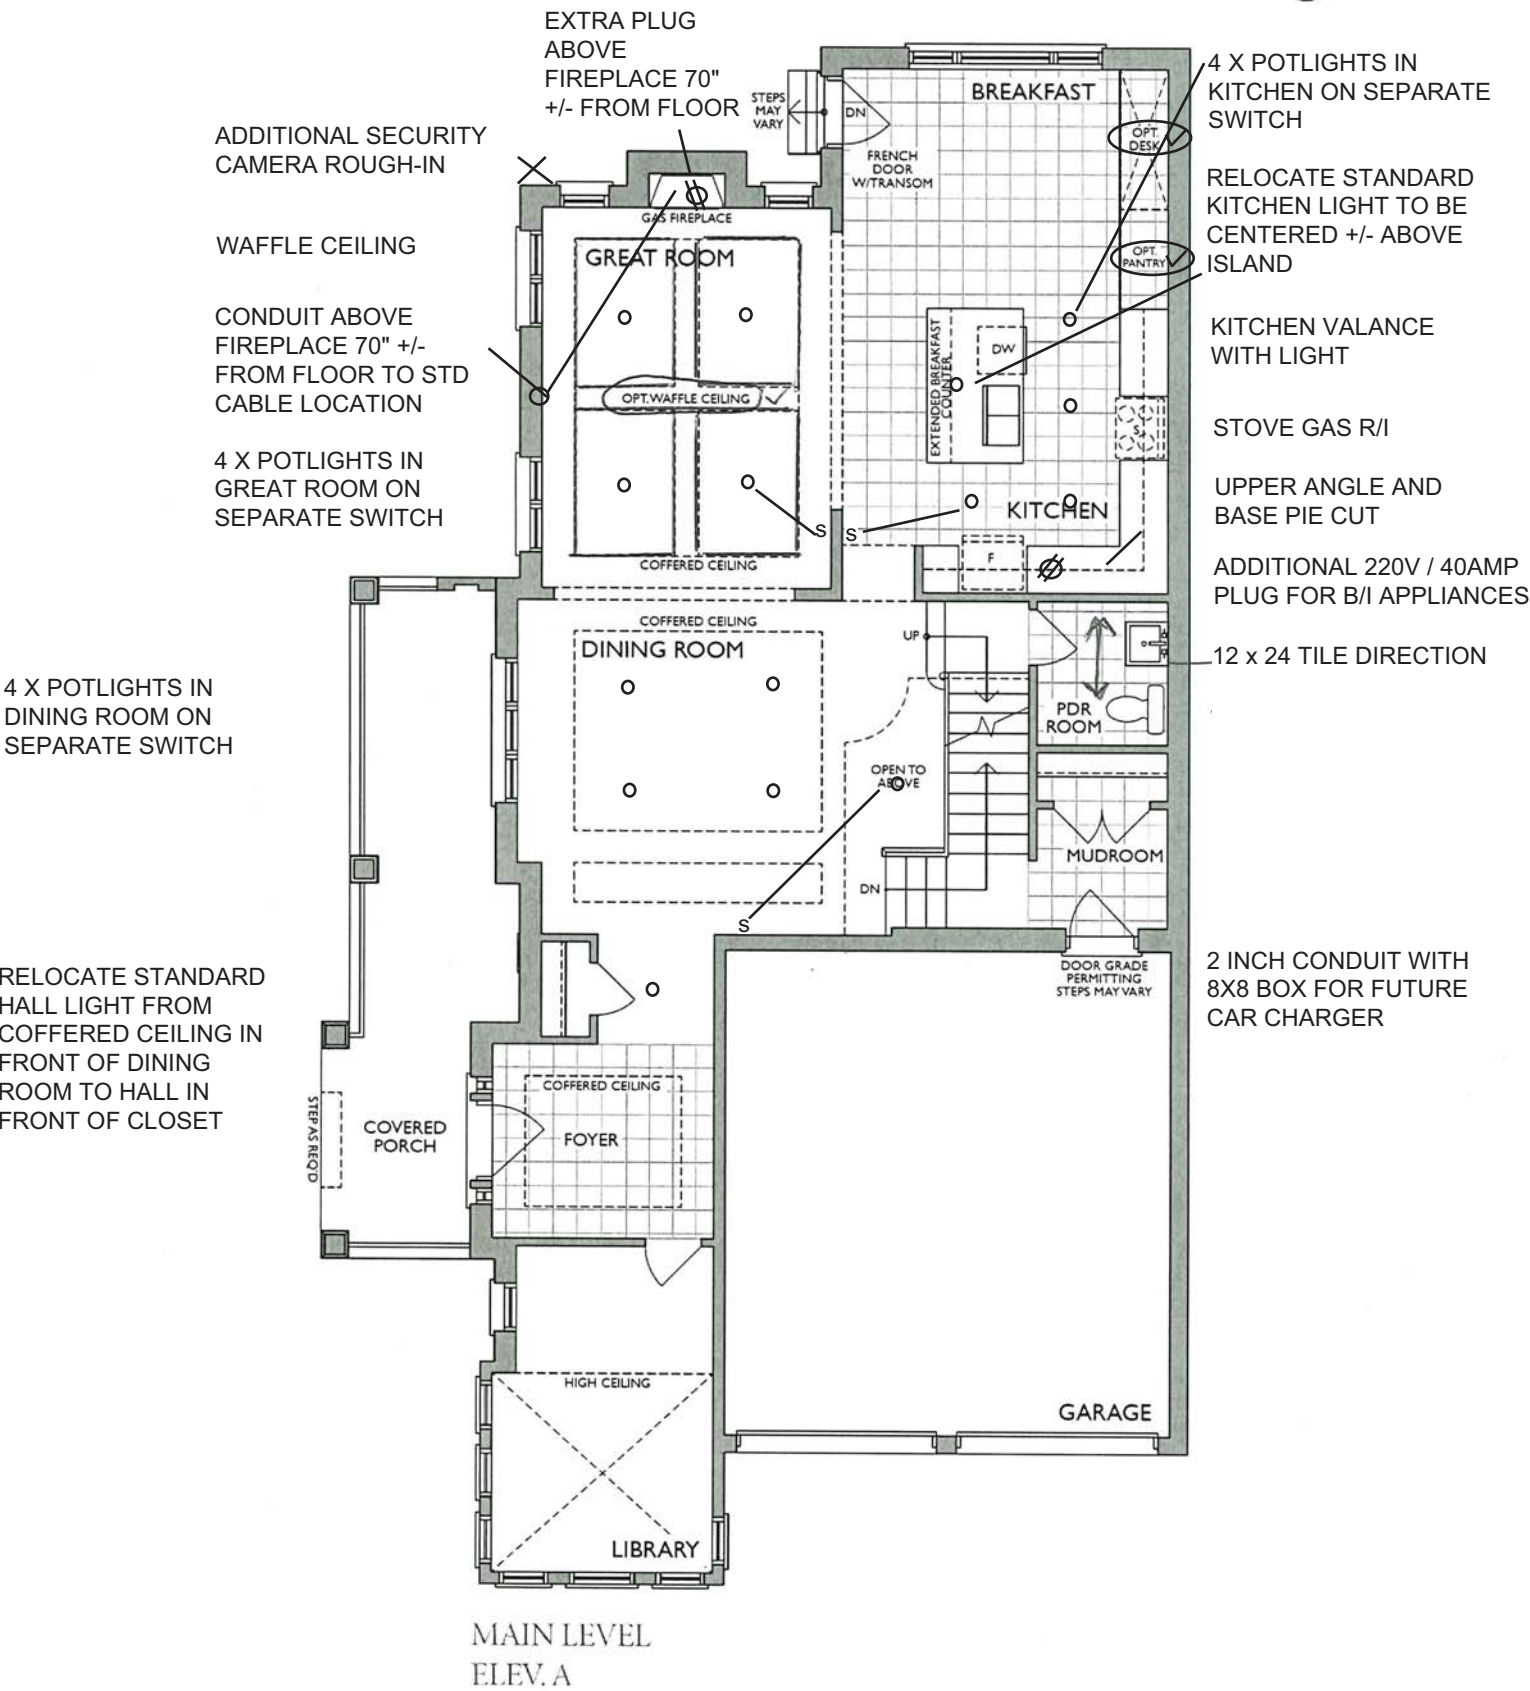 EXTRA PLUG
ABOVE
FIREPLACE 70"
+/- FROM FLOOR
ADDITIONAL SECURITY
CAMERA ROUGH-IN
WAFFLE CEILING
CONDUIT ABOVE
FIREPLACE 70" +/-
FROM FLOOR TO STD
CABLE LOCATION
4 X POTLIGHTS IN
GREAT ROOM ON
SEPARATE SWITCH
4 X POTLIGHTS IN
DINING ROOM ON
SEPARATE SWITCH
RELOCATE STANDARD
HALL LIGHT FROM
COFFERED CEILING IN
FRONT OF DINING
ROOM TO HALL IN
FRONT OF CLOSET
STEPS
MAY
VARY
DN
BREAKFAST
FRENCH
DOOR
W/TRANSOM
OPT.
DESK
OPT.
PANTRY
GAS FIREPLACE
GREAT ROOM
OPT. WAFFLE CEILING
COFFERED CEILING
S
S
EXTENDED BREAKFAST
COUNTER
DW
S
KITCHEN
F
COFFERED CEILING
DINING ROOM
UP
PDR
ROOM
OPEN TO
ABOVE
DN
S
MUDROOM
DOOR GRADE
PERMITTING
STEPS MAY VARY
COFFERED CEILING
FOYER
STEP AS REQ'D
COVERED
PORCH
HIGH CEILING
LIBRARY
GARAGE
4 X POTLIGHTS IN
KITCHEN ON SEPARATE
SWITCH
RELOCATE STANDARD
KITCHEN LIGHT TO BE
CENTERED +/- ABOVE
ISLAND
KITCHEN VALANCE
WITH LIGHT
STOVE GAS R/I
UPPER ANGLE AND
BASE PIE CUT
ADDITIONAL 220V / 40AMP
PLUG FOR B/I APPLIANCES
12 x 24 TILE DIRECTION
2 INCH CONDUIT WITH
8X8 BOX FOR FUTURE
CAR CHARGER
MAIN LEVEL
ELEV. A